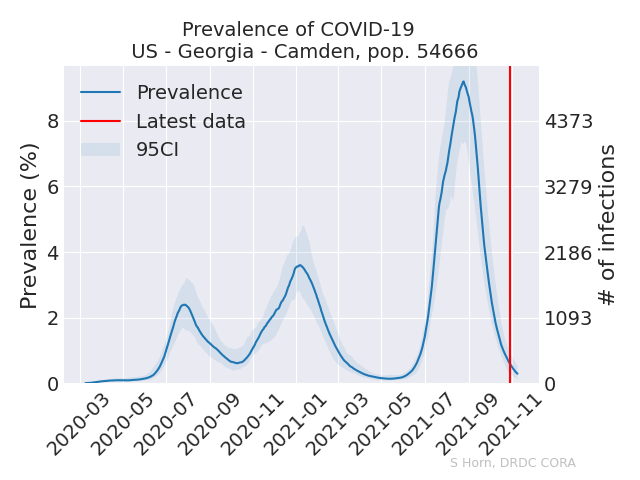 Prevalence of COVID-19
US - Georgia - Camden, pop. 54666
Prevalence
Latest data
95CI
Prevalence (%)
8
6
4
2
0
4373
3279
2186
1093
0
# of infections
2020-03
2020-05
2020-07
2020-09
2020-11
2021-01
2021-03
2021-05
2021-07
2021-09
2021-11
S Horn, DRDC CORA